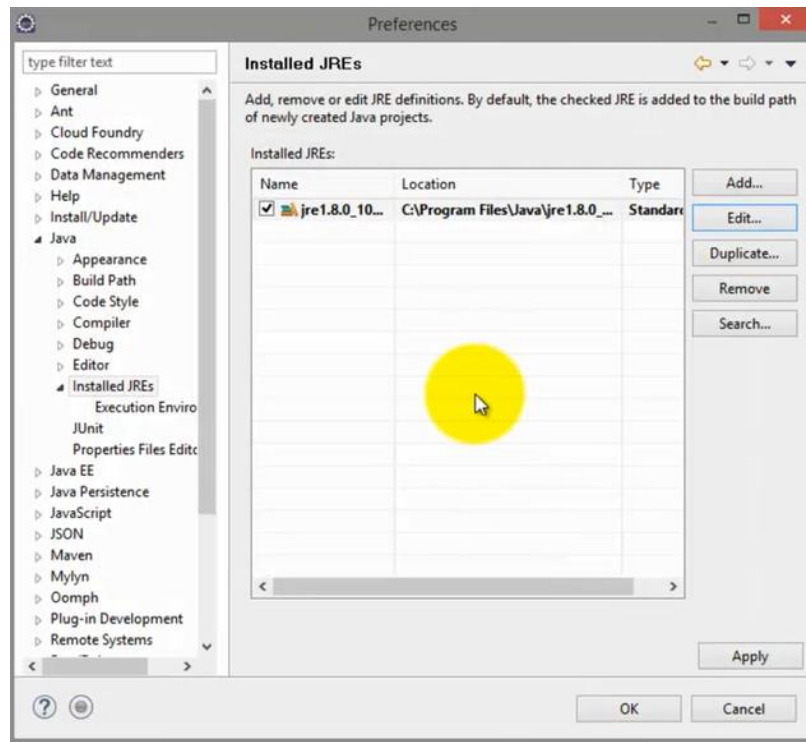 Preferences
type filter text
General
Ant
Cloud Foundry
Code Recommenders
Data Management
Help
Install/Update
Java
Appearance
Build Path
Code Style
Compiler
Debug
Editor
Installed JREs
Execution Enviro
JUnit
Properties Files Edito
Java EE
Java Persistence
JavaScript
JSON
Maven
Mylyn
Oomph
Plug-in Development
Remote Systems
Installed JREs
Add, remove or edit JRE definitions. By default, the checked JRE is added to the build path
of newly created Java projects.
Installed JREs:
Name Location Type
jre1.8.0_10... C:\Program Files\Java\jre1.8.0_... Standard
Add...
Edit...
Duplicate...
Remove
Search...
Apply
OK Cancel